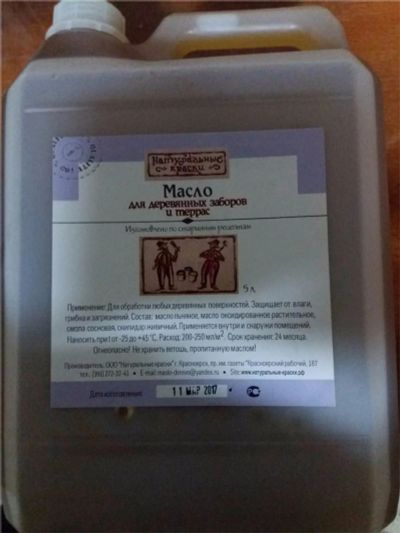 Натуральные
краски
Масло
для деревянных заборов
и террас
Изготовлено по старинным рецептам
5 л
Применение: Для обработки любых деревянных поверхностей. Защищает от влаги,
грибка и загрязнений. Состав: масло льняное, масло оксидированное растительное,
смола сосновая, скипидар живичный. Применяется внутри и снаружи помещений.
Наносить при t от -25 до +45°C. Расход: 200-250 мл/м². Срок хранения: 24 месяца.
Огнеопасно! Не хранить ветошь, пропитанную маслом!
Производитель: ООО "Натуральные краски" г. Красноярск, пр. им. газеты "Красноярский рабочий", 187
E-mail: maslo-derevo@yandex.ru • Site: www.натуральные-краски.рф
Дата изготовления: 11 МАР 2017